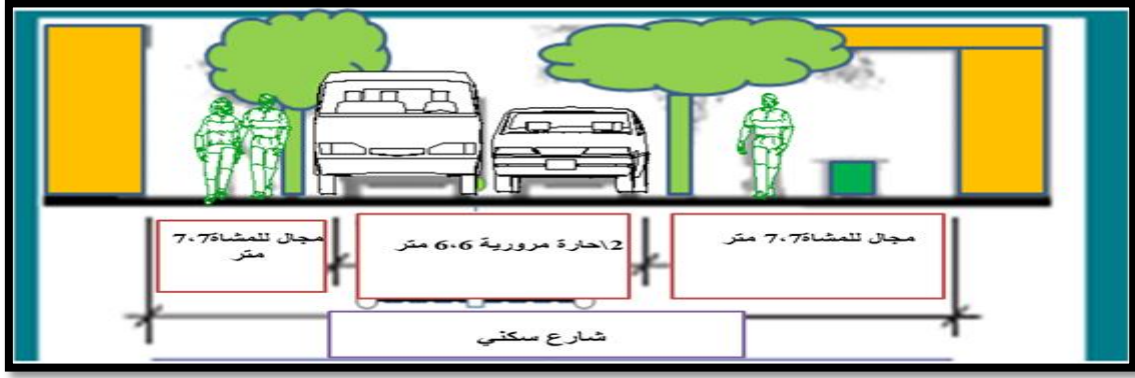 مجال للمشاة7،7
متر
2\حارة مرورية 6،6 متر
مجال للمشاة7،7 متر
شارع سكني